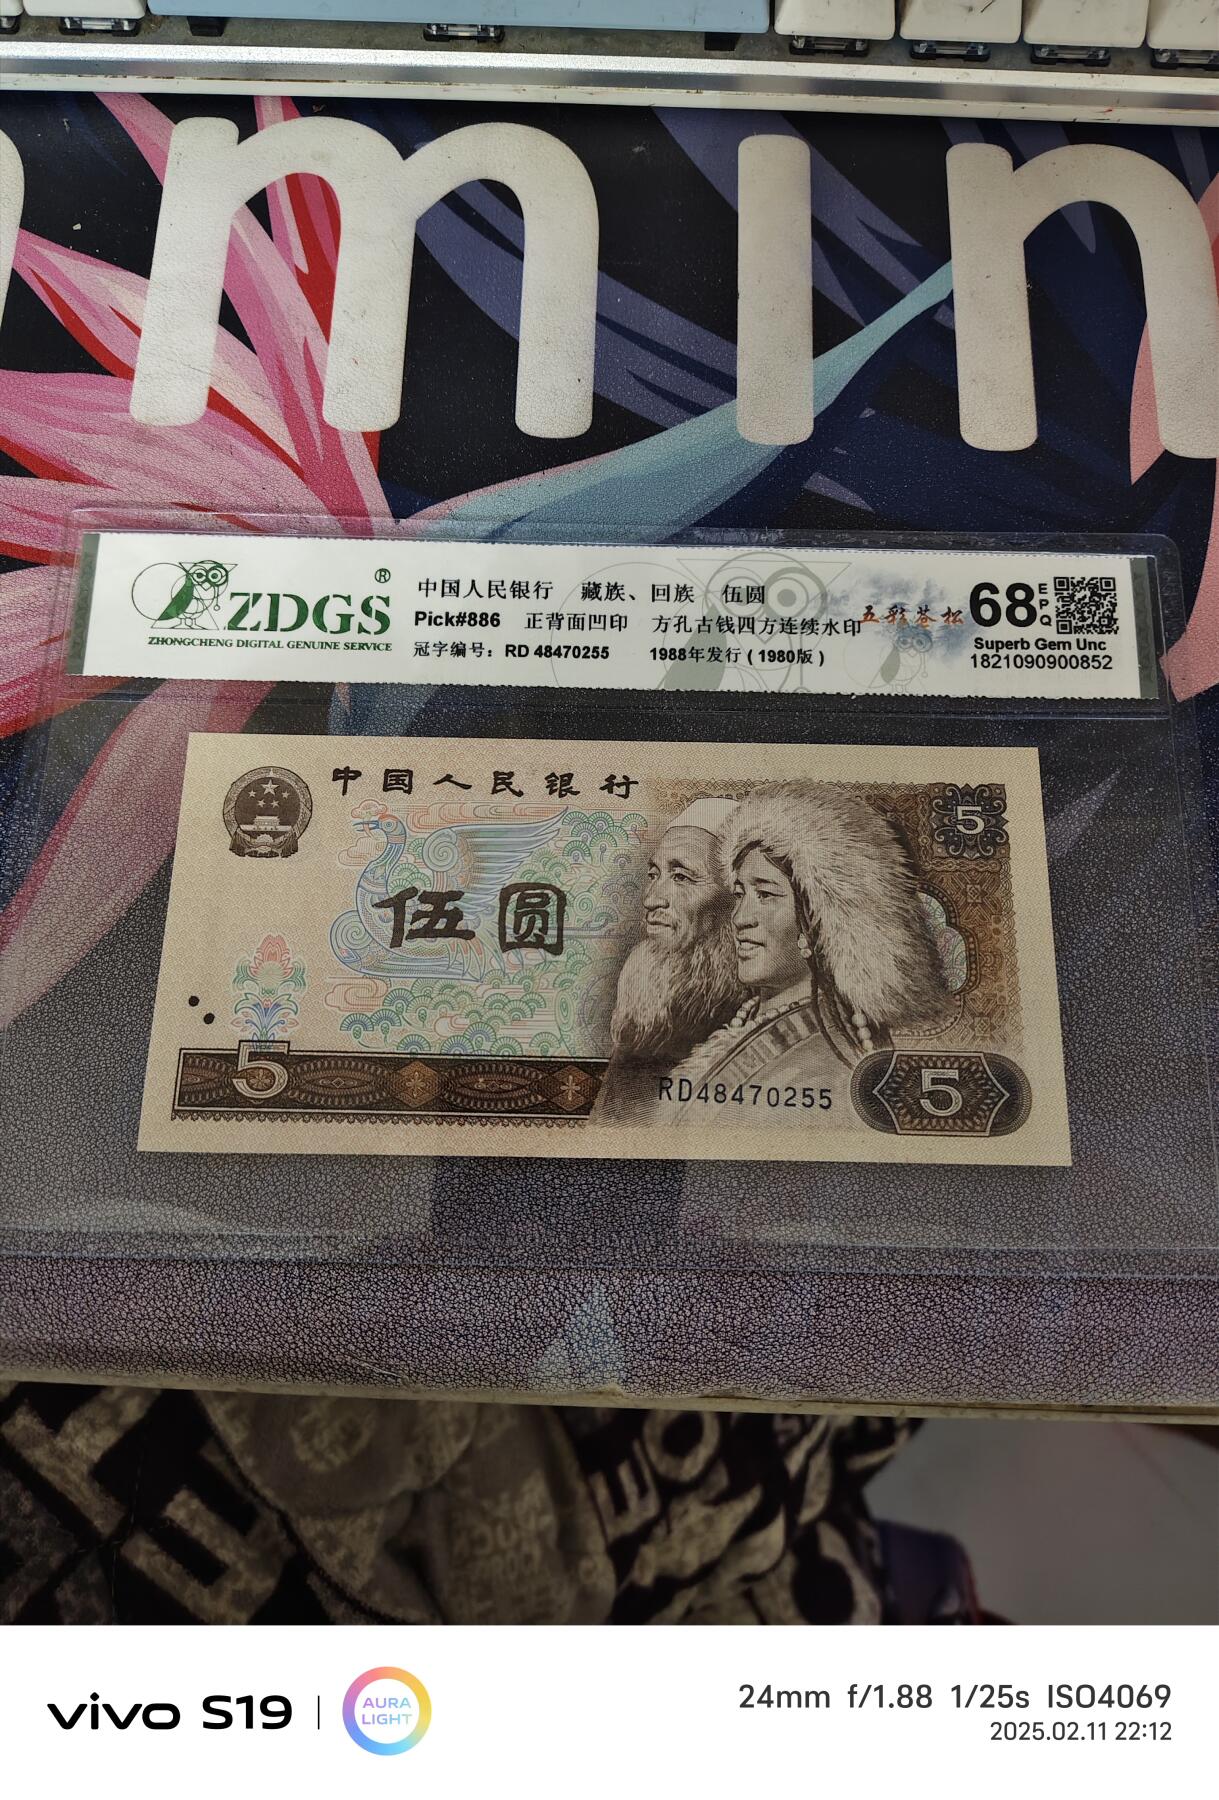 min
ZDGS®
ZHONGCHENG DIGITAL GENUINE SERVICE
中国人民银行 藏族、回族 伍圆
Pick#886 正背面凹印 方孔古钱四方连续水印
冠字编号：RD 48470255 1988年发行 ( 1980版 )
五彩苍松
68 EPQ
Superb Gem Unc
1821090900852
中国人民银行
5
伍圆
5
RD48470255
5
vivo S19
AURA LIGHT
24mm f/1.88 1/25s ISO4069
2025.02.11 22:12